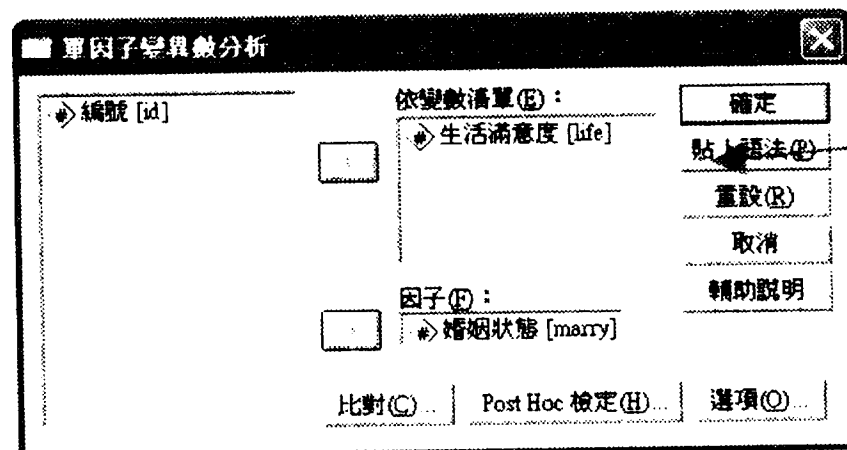 單因子變異數分析
編號 [id]
依變數清單(E)：
生活滿意度 [life]
因子(F)：
婚姻狀態 [marry]
確定
貼上語法(P)
重設(R)
取消
輔助說明
比對(C)...
Post Hoc 檢定(H)...
選項(O)...